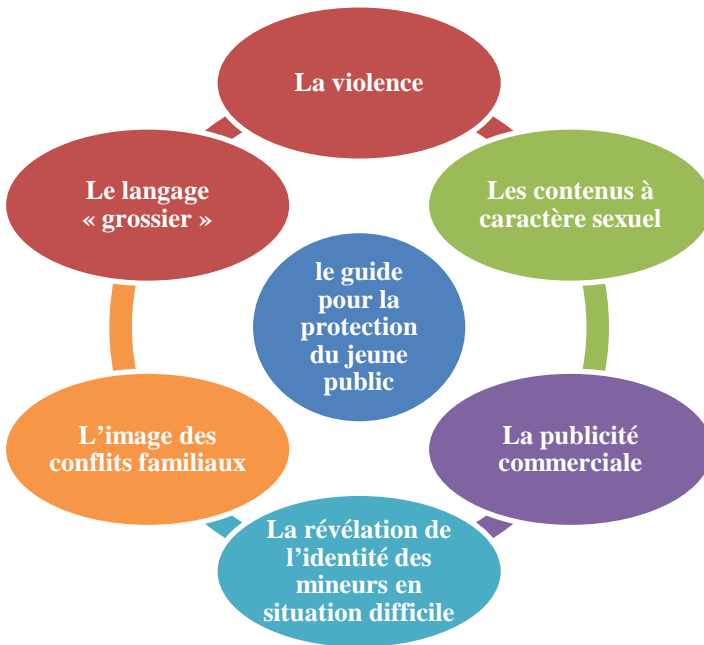 La violence
Les contenus à
caractère sexuel
La publicité
commerciale
La révélation de
l’identité des
mineurs en
situation difficile
L’image des
conflits familiaux
Le langage
« grossier »
le guide
pour la
protection
du jeune
public